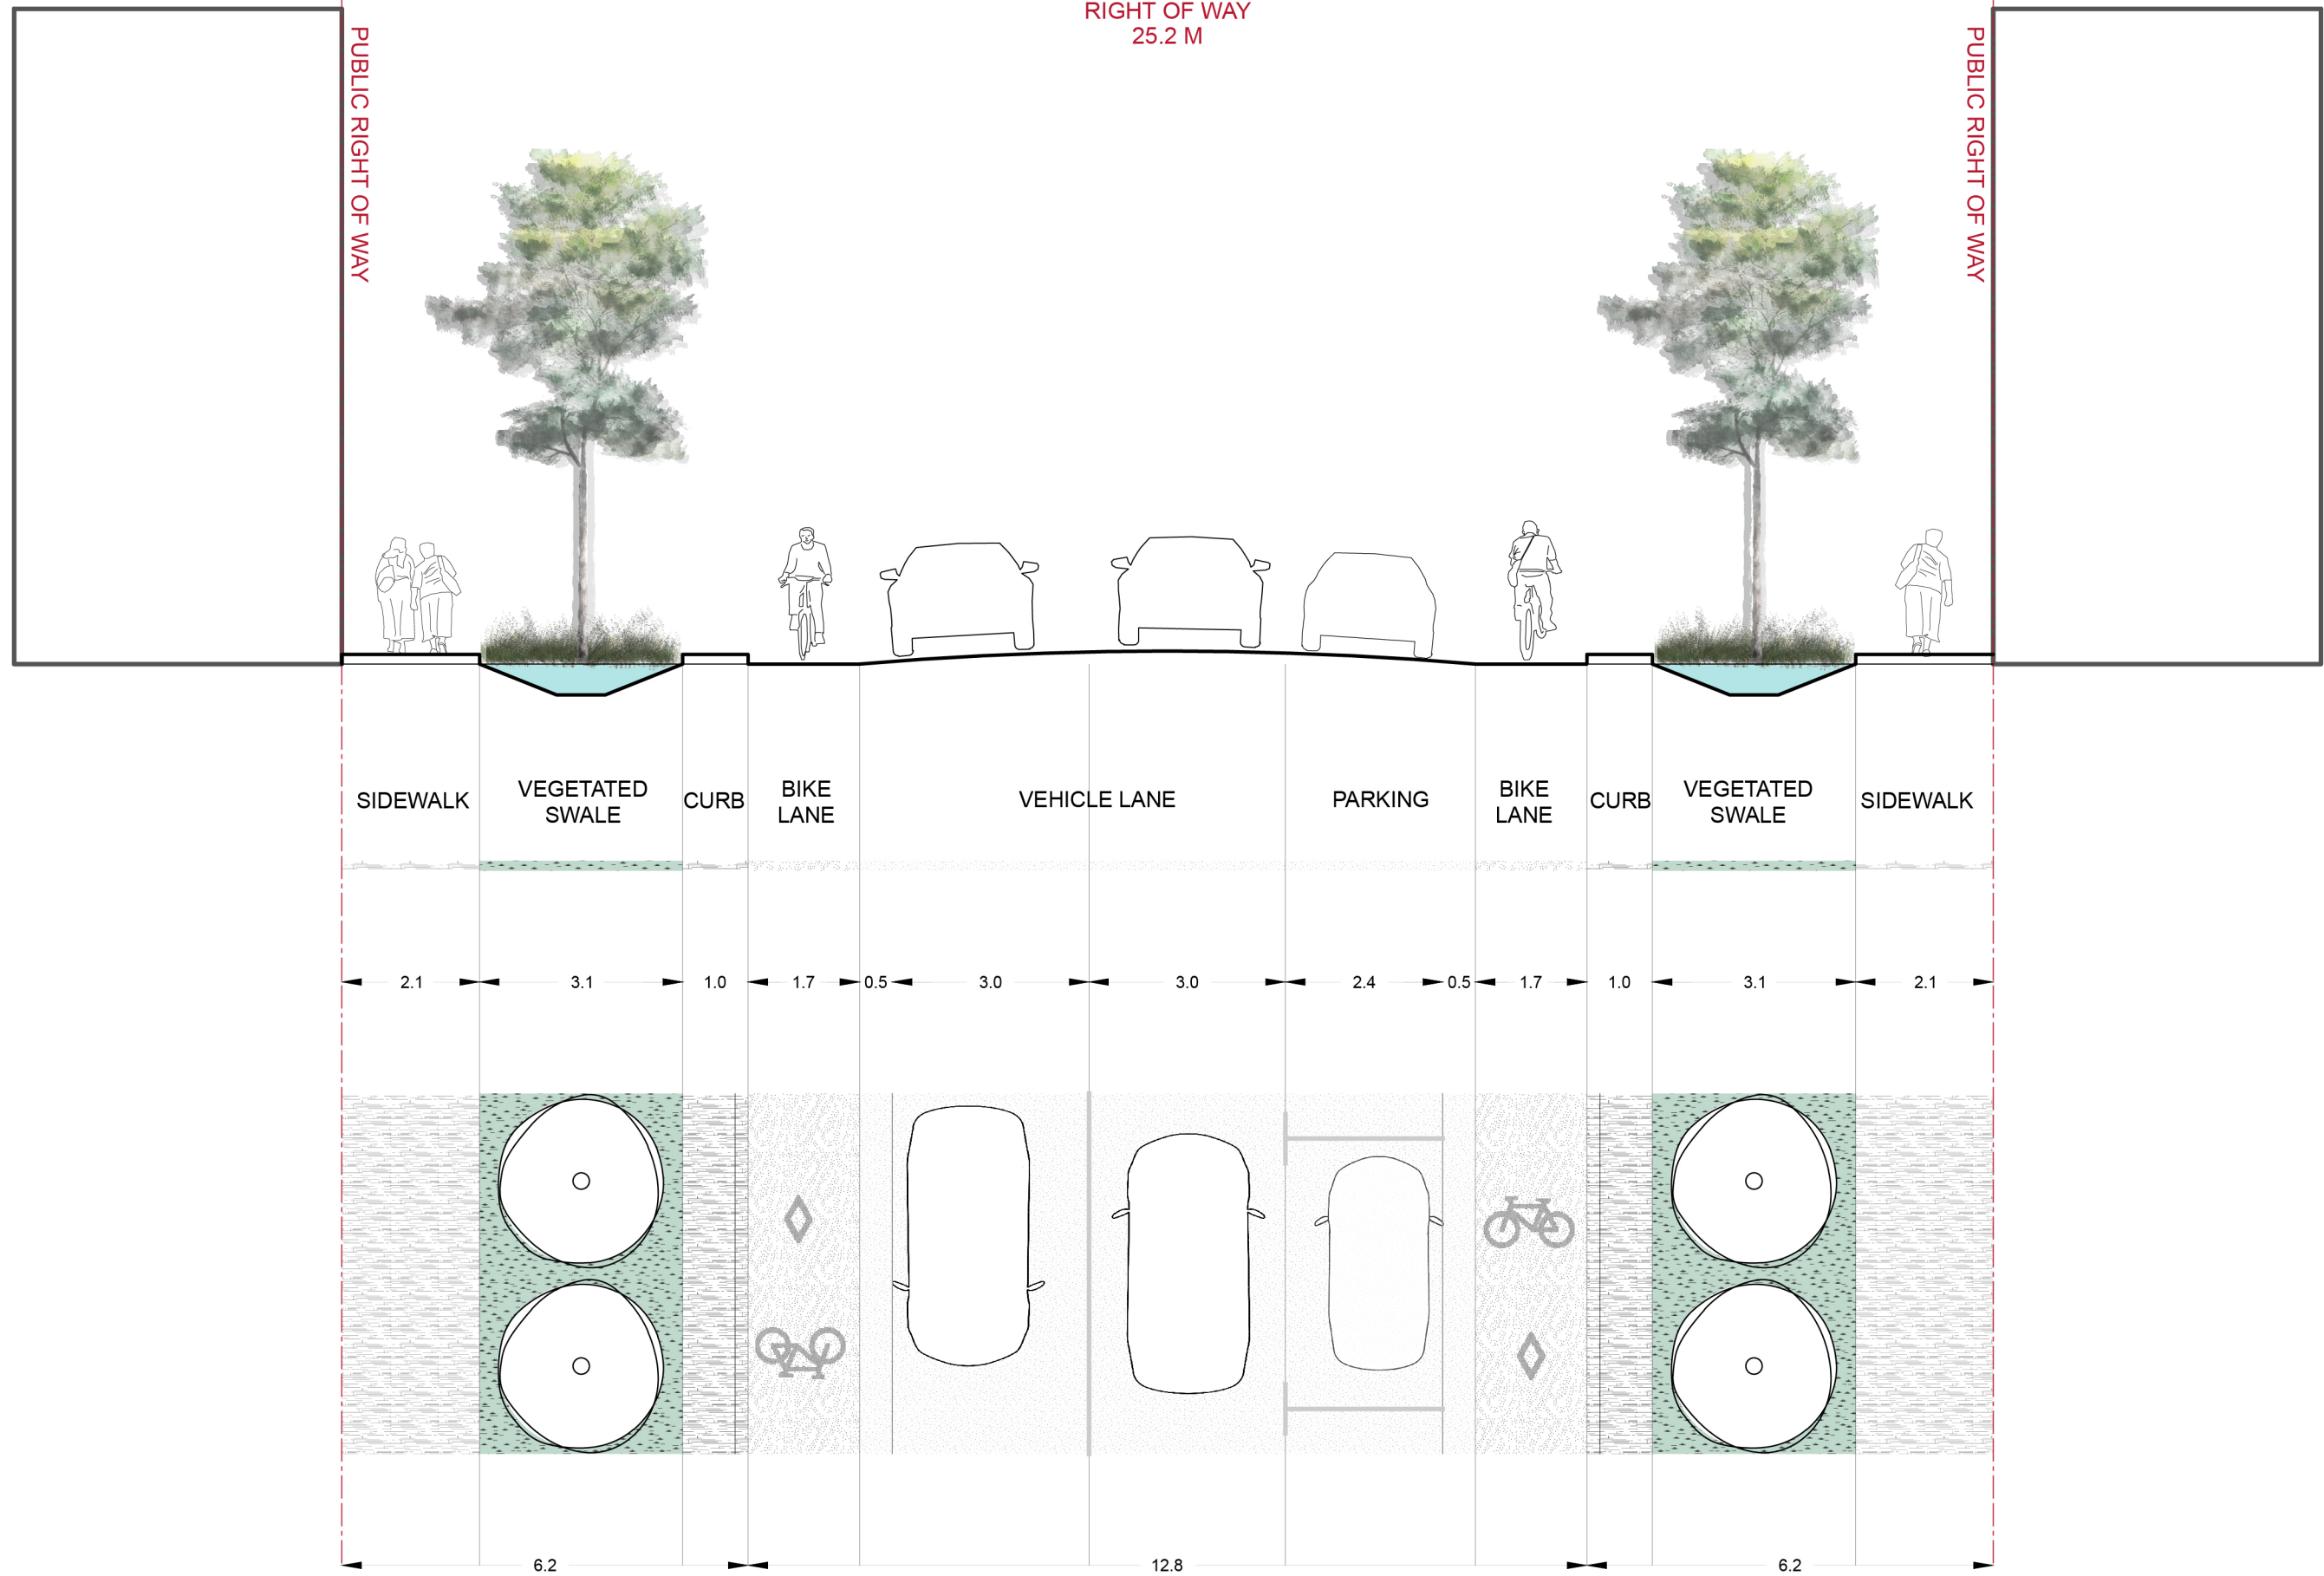 RIGHT OF WAY
25.2 M
PUBLIC RIGHT OF WAY
PUBLIC RIGHT OF WAY
SIDEWALK
VEGETATED
SWALE
CURB
BIKE
LANE
VEHICLE LANE
PARKING
BIKE
LANE
CURB
VEGETATED
SWALE
SIDEWALK
2.1 3.1 1.0 1.7 0.5 3.0 3.0 2.4 0.5 1.7 1.0 3.1 2.1
6.2 12.8 6.2